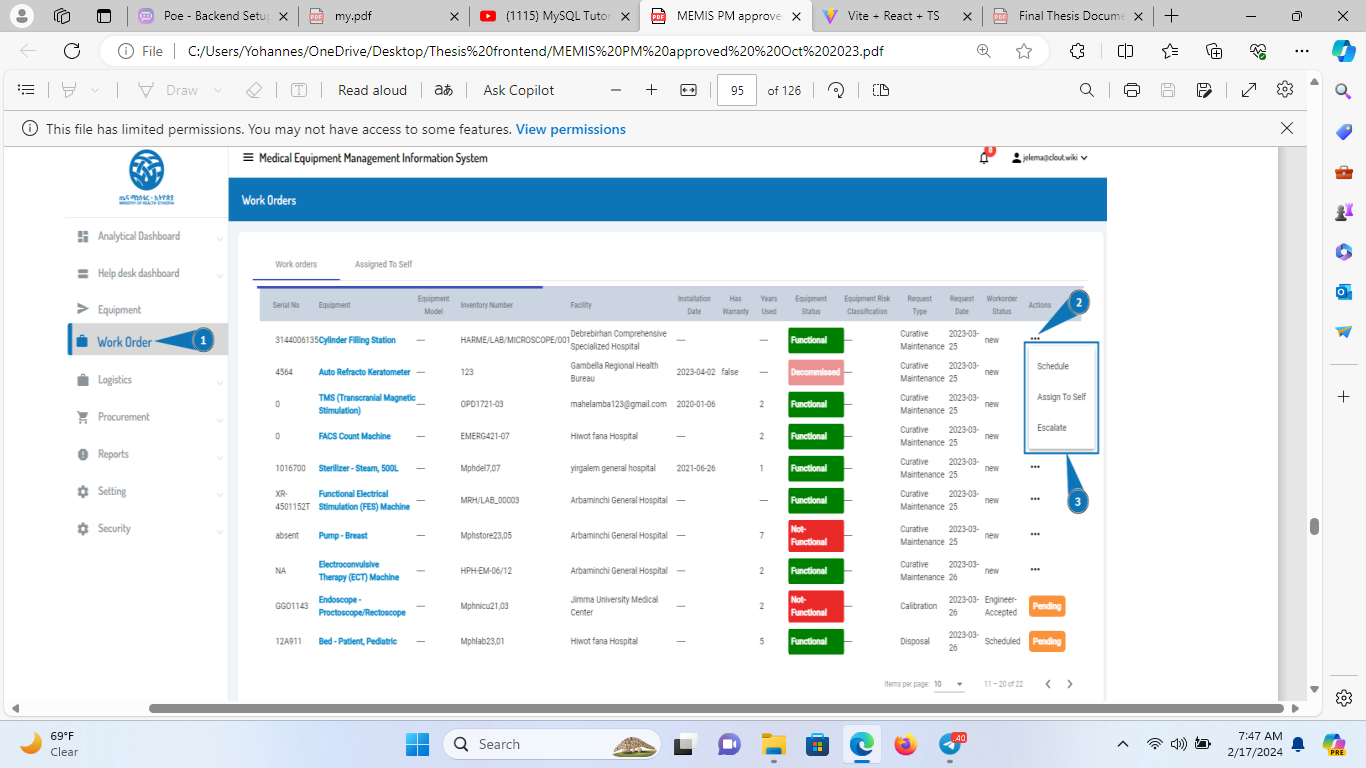 Poe - Backend Setup
my.pdf
(1115) MySQL Tutor
MEMIS PM approve
Vite + React + TS
Final Thesis Docume
File
C:/Users/Yohannes/OneDrive/Desktop/Thesis%20frontend/MEMIS%20PM%20approved%20%20Oct%202023.pdf
Draw
Read aloud
Ask Copilot
95
of 126
This file has limited permissions. You may not have access to some features. View permissions
ጤና ሚኒስቴር - ኢትዮጵያ
MINISTRY OF HEALTH-ETHIOPIA
Medical Equipment Management Information System
jelema@clout.wiki
Work Orders
Analytical Dashboard
Help desk dashboard
Equipment
Work Order
1
Logistics
Procurement
Reports
Setting
Security
Work orders
Assigned To Self
Serial No Equipment Equipment Model Inventory Number Facility Installation Date Has Warranty Years Used Equipment Status Equipment Risk Classification Request Type Request Date Workorder Status Actions
2
3144006135 Cylinder Filling Station — HARME/LAB/MICROSCOPE/001 Debrebirhan Comprehensive Specialized Hospital — — Functional — Curative Maintenance 2023-03-25 new ...
4564 Auto Refracto Keratometer — 123 Gambella Regional Health Bureau 2023-04-02 false — Decommissed — Curative Maintenance 2023-03-25 new
0 TMS (Transcranial Magnetic Stimulation) — OPD1721-03 mahelamba123@gmail.com 2020-01-06 2 Functional — Curative Maintenance 2023-03-25 new
0 FACS Count Machine — EMERG421-07 Hiwot fana Hospital — 2 Functional — Curative Maintenance 2023-03-25 new
1016700 Sterilizer - Steam, 500L — Mphdel7,07 yirgalem general hospital 2021-06-26 1 Functional — Curative Maintenance 2023-03-25 new ...
XR-4501152T Functional Electrical Stimulation (FES) Machine — MRH/LAB_00003 Arbaminchi General Hospital — — Functional — Curative Maintenance 2023-03-25 new ...
absent Pump - Breast — Mphstore23,05 Arbaminchi General Hospital — 7 Not-Functional — Curative Maintenance 2023-03-25 new ...
NA Electroconvulsive Therapy (ECT) Machine — HPH-EM-06/12 Arbaminchi General Hospital — 2 Functional — Curative Maintenance 2023-03-26 new ...
GGO1143 Endoscope - Proctoscope/Rectoscope — Mphnicu21,03 Jimma University Medical Center — 2 Not-Functional — Calibration 2023-03-26 Engineer-Accepted Pending
12A911 Bed - Patient, Pediatric — Mphlab23,01 Hiwot fana Hospital — 5 Functional — Disposal 2023-03-26 Scheduled Pending
Schedule
Assign To Self
Escalate
3
Items per page: 10
11 – 20 of 22
69°F
Clear
Search
40
PRE
7:47 AM
2/17/2024